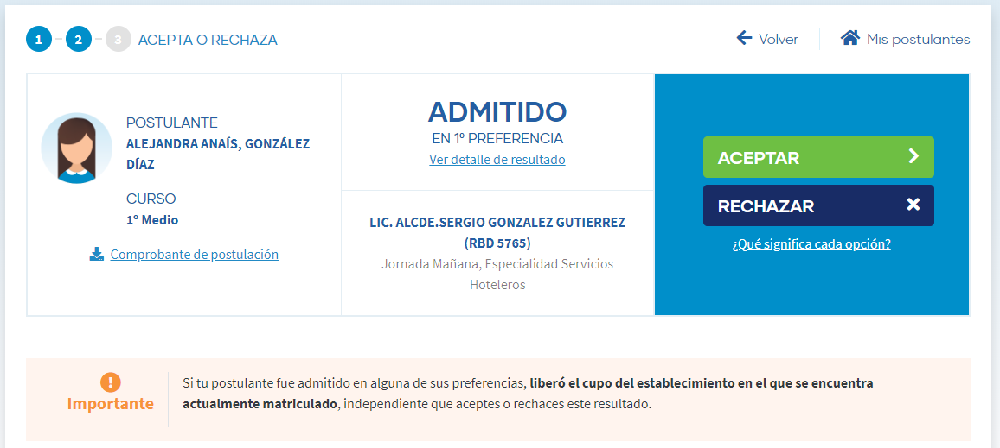 1 2 3 ACEPTA O RECHAZA
Volver
Mis postulantes
POSTULANTE
ALEJANDRA ANAÍS, GONZÁLEZ
DÍAZ
CURSO
1º Medio
Comprobante de postulación
ADMITIDO
EN 1º PREFERENCIA
Ver detalle de resultado
LIC. ALCDE.SERGIO GONZALEZ GUTIERREZ
(RBD 5765)
Jornada Mañana, Especialidad Servicios
Hoteleros
ACEPTAR
RECHAZAR
¿Qué significa cada opción?
Importante
Si tu postulante fue admitido en alguna de sus preferencias, liberó el cupo del establecimiento en el que se encuentra
actualmente matriculado, independiente que aceptes o rechaces este resultado.